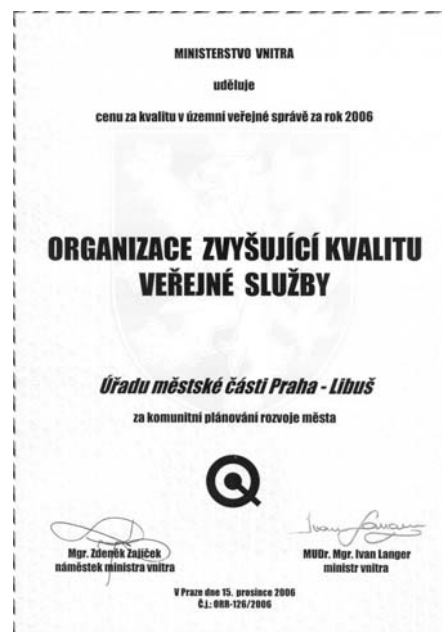 MINISTERSTVO VNITRA
uděluje
cenu za kvalitu v územní veřejné správě za rok 2006
ORGANIZACE ZVYŠUJÍCÍ KVALITU
VEŘEJNÉ SLUŽBY
Úřadu městské části Praha - Libuš
za komunitní plánování rozvoje města
Mgr. Zdeněk Zajíček
náměstek ministra vnitra
MUDr. Mgr. Ivan Langer
ministr vnitra
V Praze dne 15. prosince 2006
Č.j.: ORR-126/2006